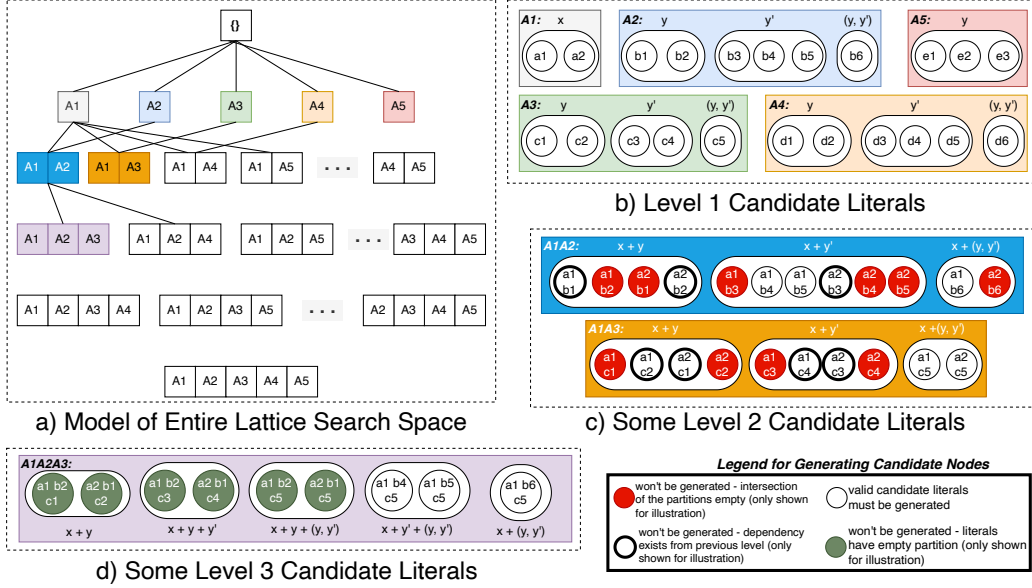 {}
A1 A2 A3 A4 A5
A1 A2 A1 A3 A1 A4 A1 A5 . . . A4 A5
A1 A2 A3 A1 A2 A4 A1 A2 A5 . . . A3 A4 A5
A1 A2 A3 A4 A1 A2 A3 A5 . . . A2 A3 A4 A5
A1 A2 A3 A4 A5
a) Model of Entire Lattice Search Space
A1: x
a1 a2
A2: y y' (y, y')
b1 b2 b3 b4 b5 b6
A5: y
e1 e2 e3
A3: y y' (y, y')
c1 c2 c3 c4 c5
A4: y y' (y, y')
d1 d2 d3 d4 d5 d6
b) Level 1 Candidate Literals
A1A2: x + y x + y' x + (y, y')
a1 a1 a2 a2 a1 a1 a1 a2 a2 a2 a1 a2
b1 b2 b1 b2 b3 b4 b5 b3 b4 b5 b6 b6
A1A3: x + y x + y' x +(y, y')
a1 a1 a2 a2 a1 a1 a2 a2 a1 a2
c1 c2 c1 c2 c3 c4 c3 c4 c5 c5
c) Some Level 2 Candidate Literals
A1A2A3:
a1 b2 a2 b1 a1 b2 a2 b1 a1 b2 a2 b1 a1 b4 a1 b5 a1 b6
c1 c2 c3 c4 c5 c5 c5 c5 c5
x + y x + y + y' x + y + (y, y') x + y' + (y, y') x + (y, y')
d) Some Level 3 Candidate Literals
Legend for Generating Candidate Nodes
won't be generated - intersection
of the partitions empty (only shown
for illustration)
valid candidate literals
must be generated
won't be generated - dependency
exists from previous level (only
shown for illustration)
won't be generated - literals
have empty partition (only shown
for illustration)